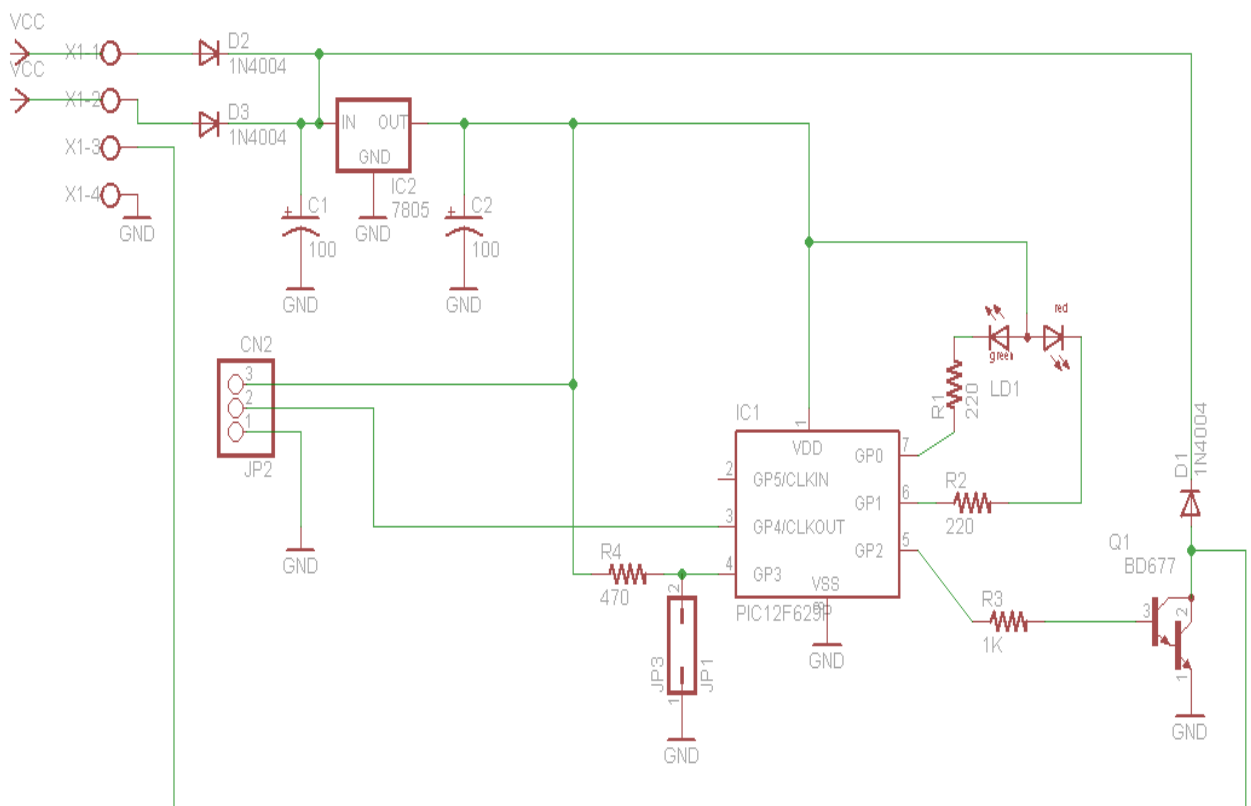 VCC
X1-1
D2
1N4004
VCC
X1-2
D3
1N4004
X1-3
X1-4
GND
IN OUT
GND
IC2
7805
GND
+
C1
100
GND
+
C2
100
GND
CN2
3
2
1
JP2
GND
R4
470
2
JP3
JP1
1
GND
IC1
1
VDD
2
GP5/CLKIN
3
GP4/CLKOUT
4
GP3
GP0
7
GP1
6
GP2
5
VSS
8
PIC12F629P
GND
R1
220
green
red
LD1
R2
220
R3
1K
D1
1N4004
Q1
BD677
3
2
1
GND